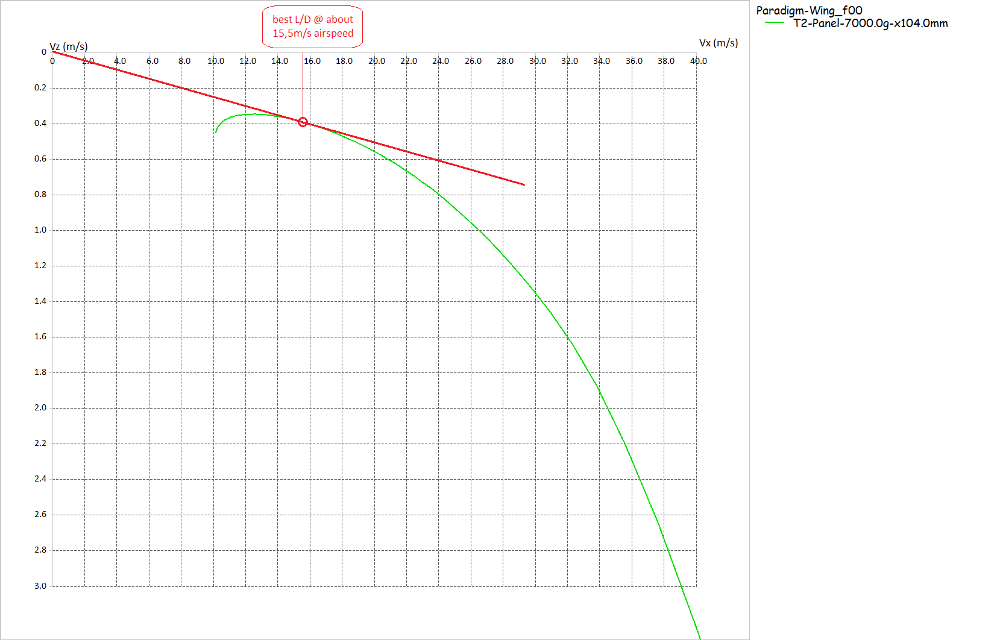 best L/D @ about
15,5m/s airspeed
Paradigm-Wing_f00
T2-Panel-7000.0g-x104.0mm
Vz (m/s)
Vx (m/s)
0
0 2.0 4.0 6.0 8.0 10.0 12.0 14.0 16.0 18.0 20.0 22.0 24.0 26.0 28.0 30.0 32.0 34.0 36.0 38.0 40.0
0.2
0.4
0.6
0.8
1.0
1.2
1.4
1.6
1.8
2.0
2.2
2.4
2.6
2.8
3.0